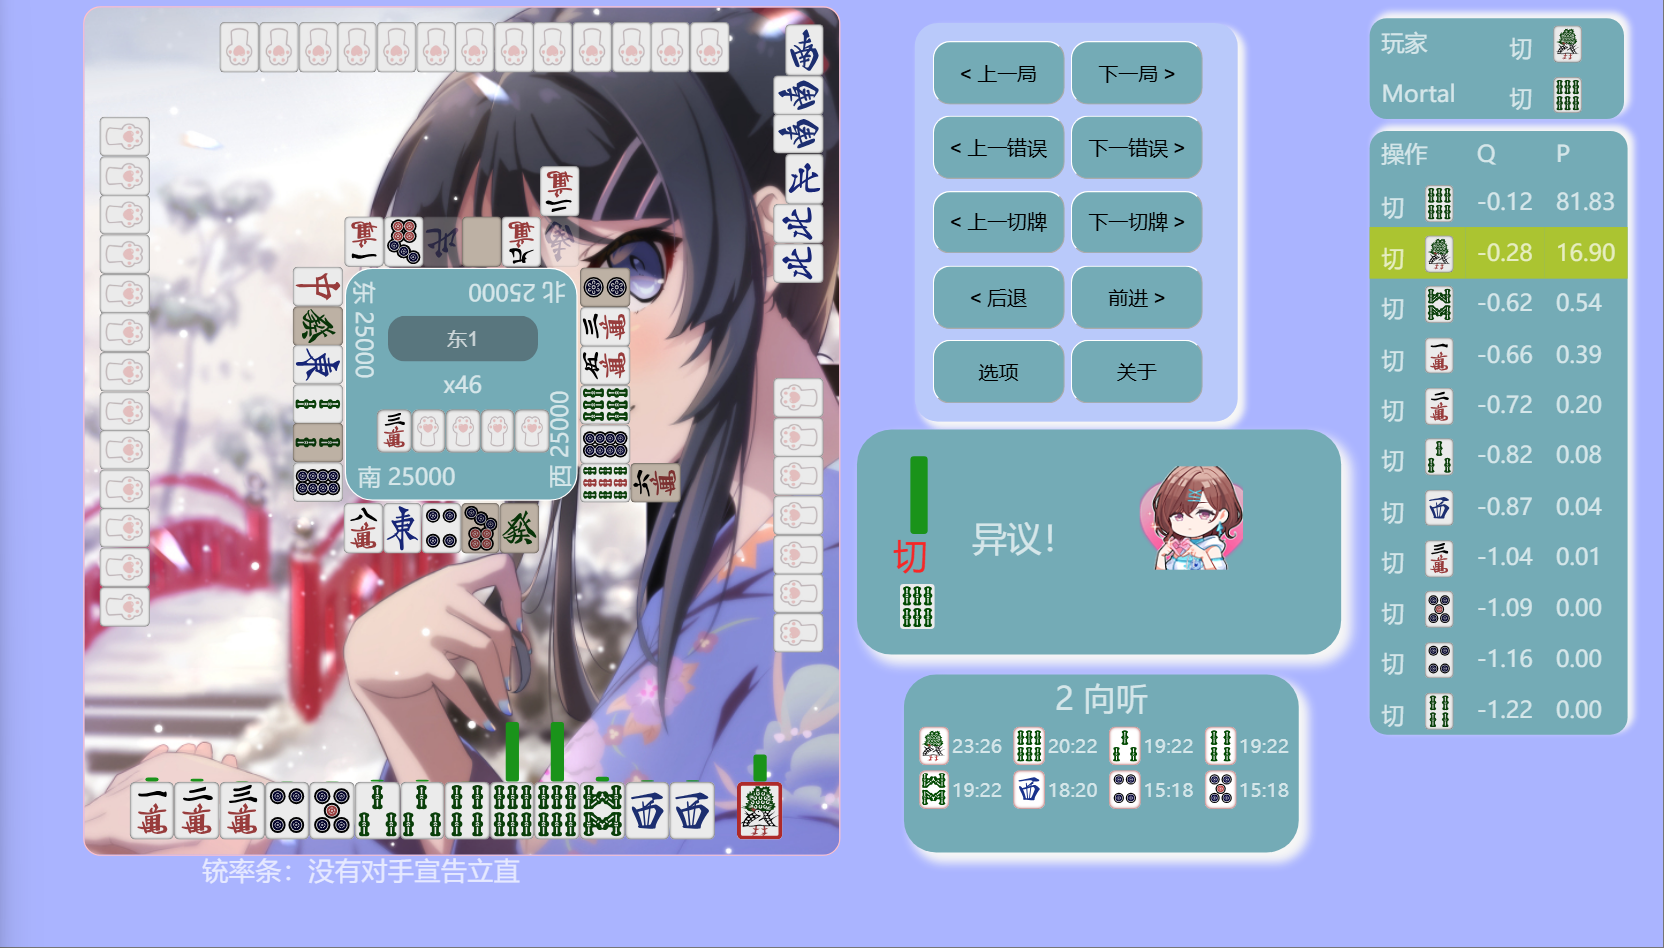 < 上一局
下一局 >
< 上一错误
下一错误 >
< 上一切牌
下一切牌 >
< 后退
前进 >
选项
关于
东 25000
北 25000
东1
x46
南 25000
西 25000
铳率条：没有对手宣告立直
切
异议！
2 向听
23:26
20:22
19:22
19:22
19:22
18:20
15:18
15:18
玩家 切
Mortal 切
操作 Q P
切 -0.12 81.83
切 -0.28 16.90
切 -0.62 0.54
切 -0.66 0.39
切 -0.72 0.20
切 -0.82 0.08
切 -0.87 0.04
切 -1.04 0.01
切 -1.09 0.00
切 -1.16 0.00
切 -1.22 0.00